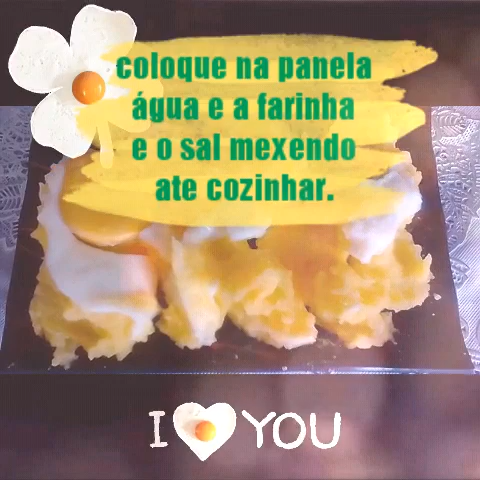 coloque na panela
água e a farinha
e o sal mexendo
ate cozinhar.
I YOU